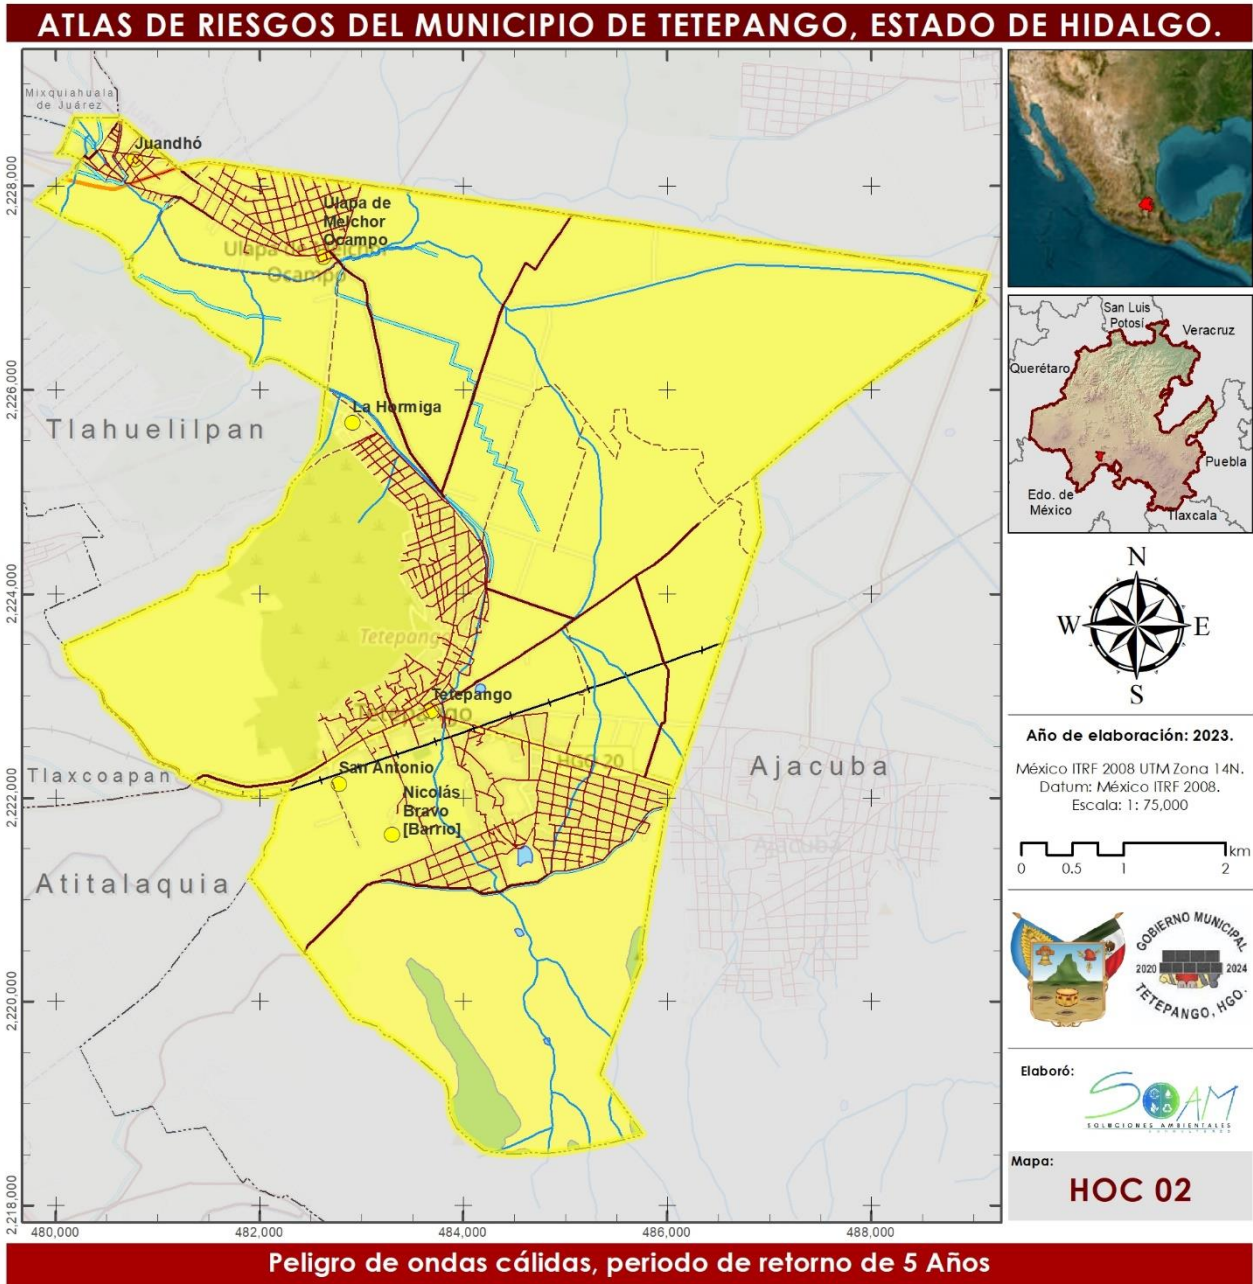 ATLAS DE RIESGOS DEL MUNICIPIO DE TETEPANGO, ESTADO DE HIDALGO.
Mixquiahuala
de Juárez
Juandhó
Ulapa de
Melchor
Ocampo
Ulapa de Melchor
Ocampo
La Hormiga
Tlahuelilpan
Tetepango
Tetepango
Tetepango
HGO 20
San Antonio
Nicolás
Bravo
[Barrio]
Tlaxcoapan
Ajacuba
Ajacuba
Atitalaquia
2,228,000
2,226,000
2,224,000
2,222,000
2,220,000
2,218,000
480,000
482,000
484,000
486,000
488,000
San Luis
Potosí
Veracruz
Querétaro
Puebla
Edo. de
México
Tlaxcala
N
W
E
S
Año de elaboración: 2023.
México ITRF 2008 UTM Zona 14N.
Datum: México ITRF 2008.
Escala: 1: 75,000
km
0 0.5 1 2
GOBIERNO MUNICIPAL
2020 2024
TETEPANGO, HGO.
Elaboró:
SOAM
SOLUCIONES AMBIENTALES
Mapa:
HOC 02
Peligro de ondas cálidas, periodo de retorno de 5 Años